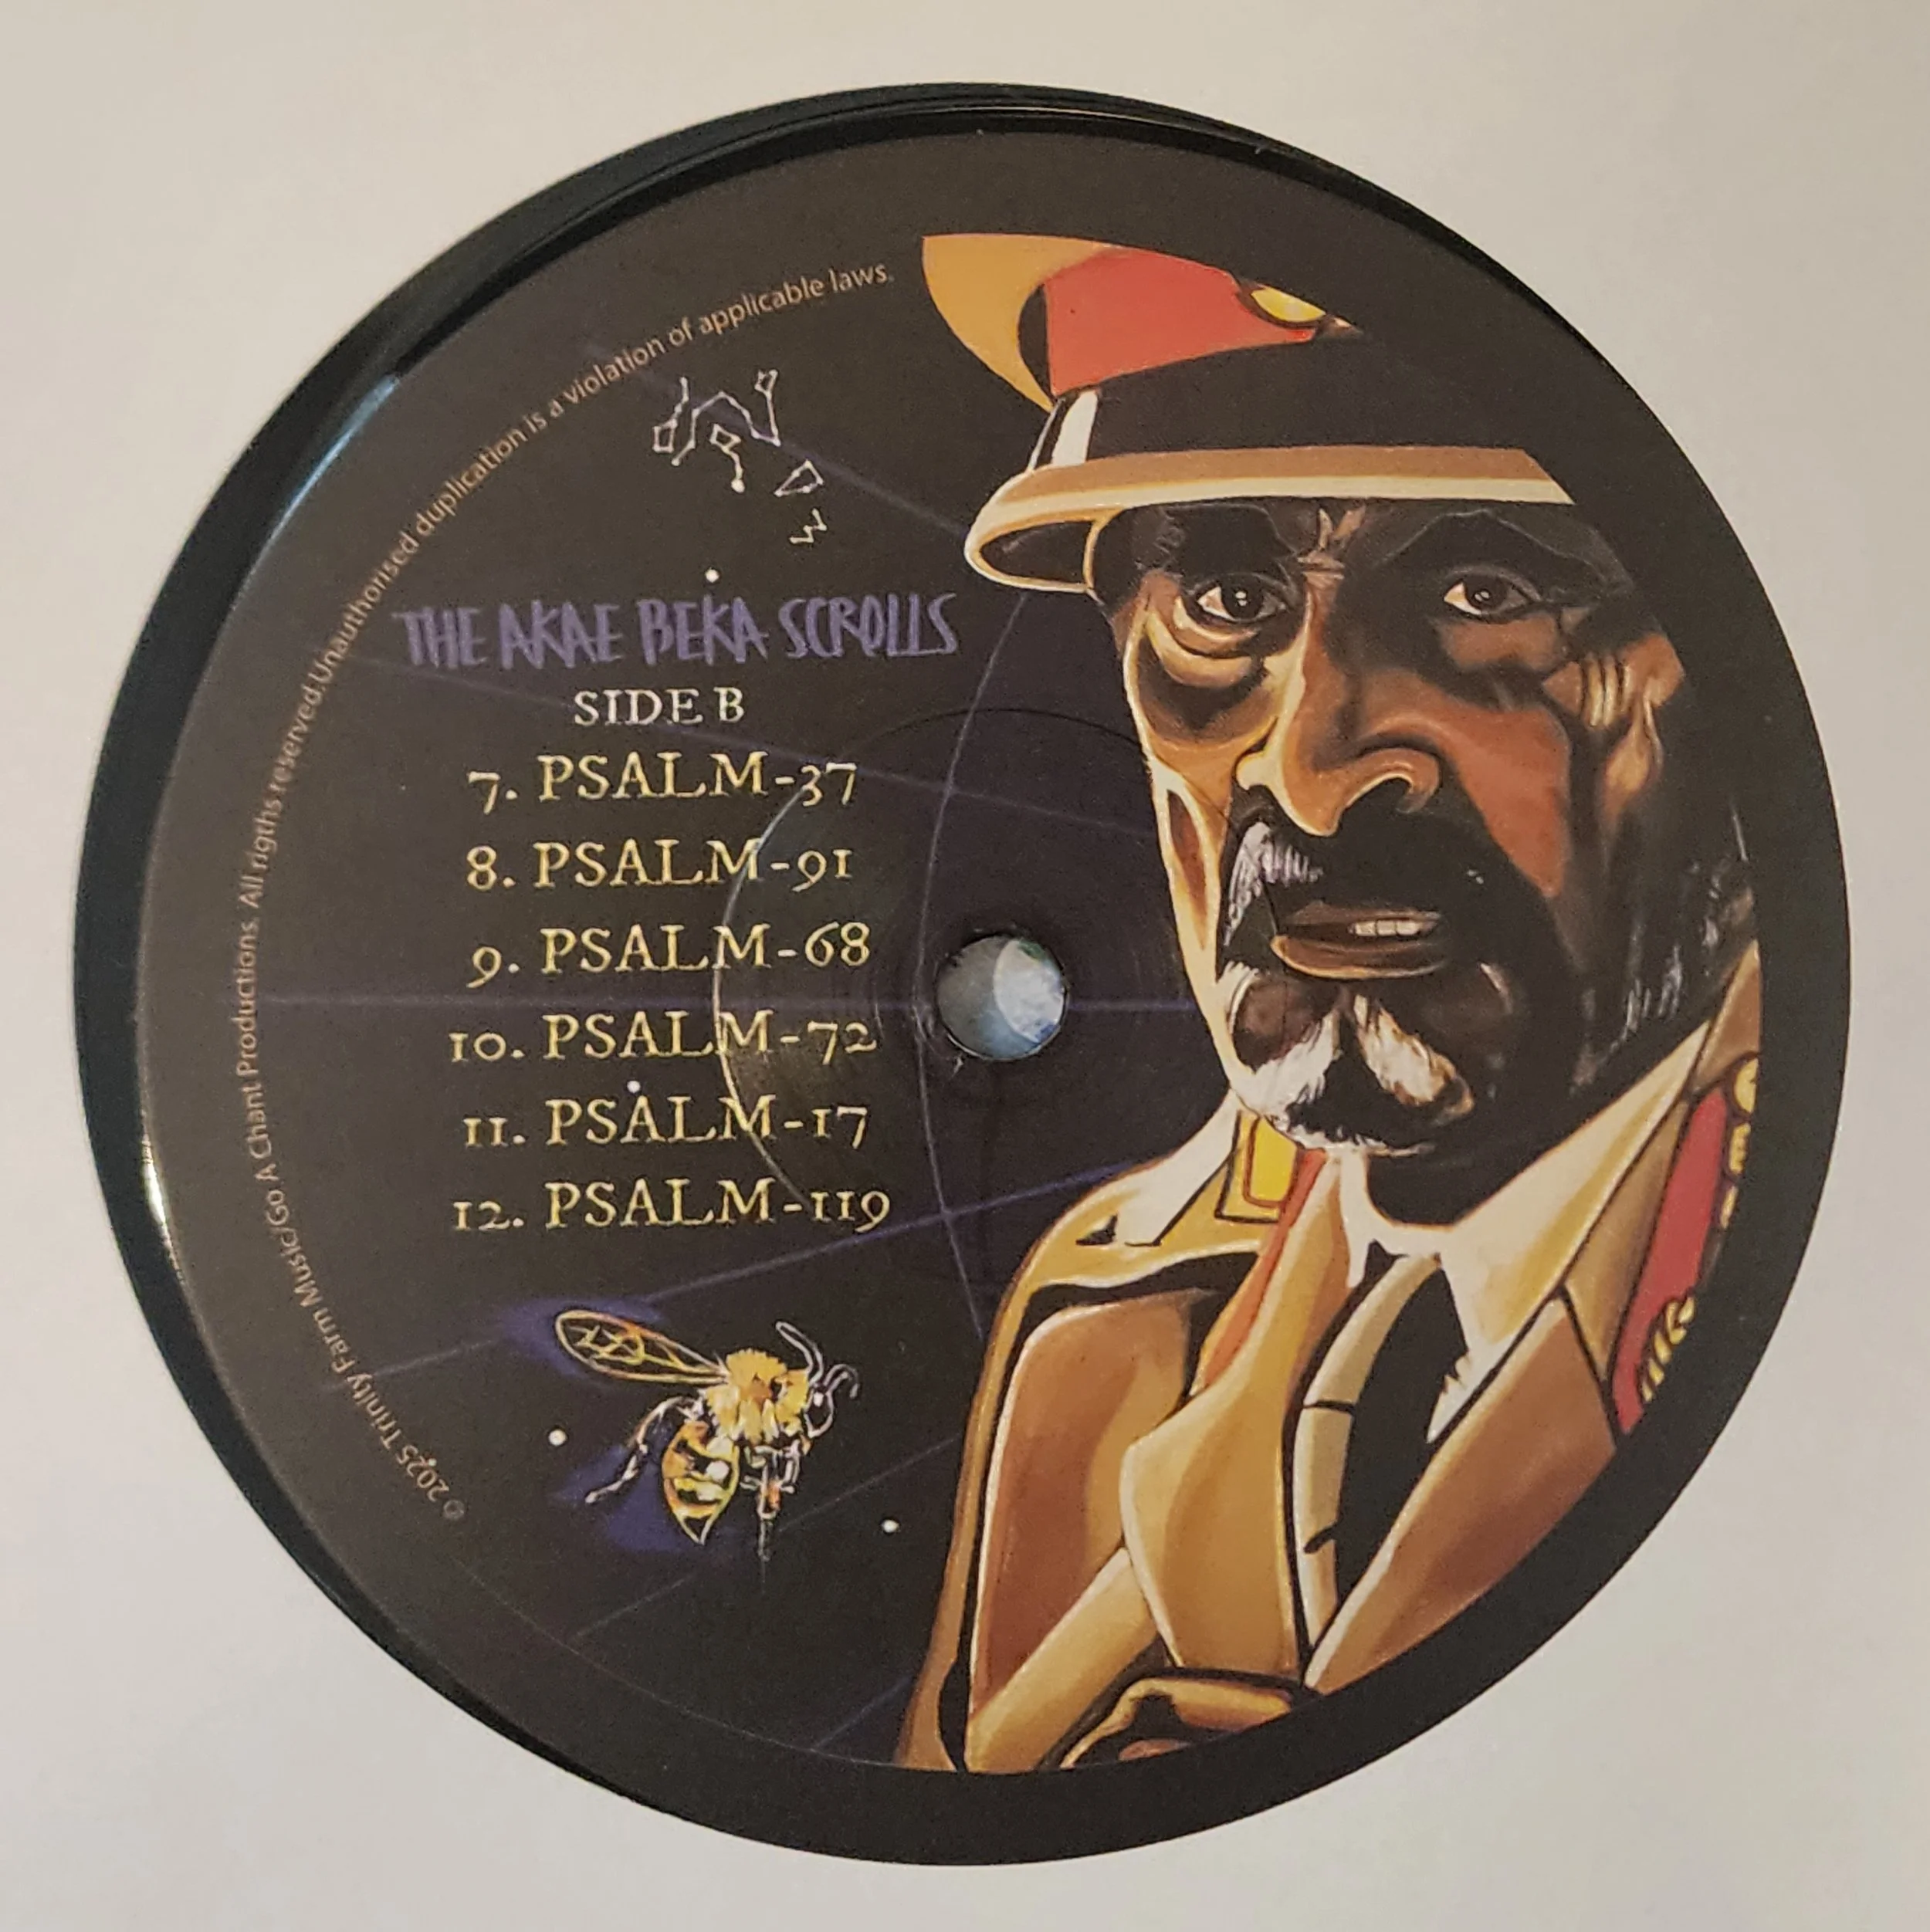 THE AKAE BEKA SCROLLS
SIDE B
7. PSALM-37
8. PSALM-91
9. PSALM-68
10. PSALM-72
11. PSALM-17
12. PSALM-119
© 2025 Trinity Farm Music/Go A Chant Productions. All rigths reserved.Unauthorised duplication is a violation of applicable laws.